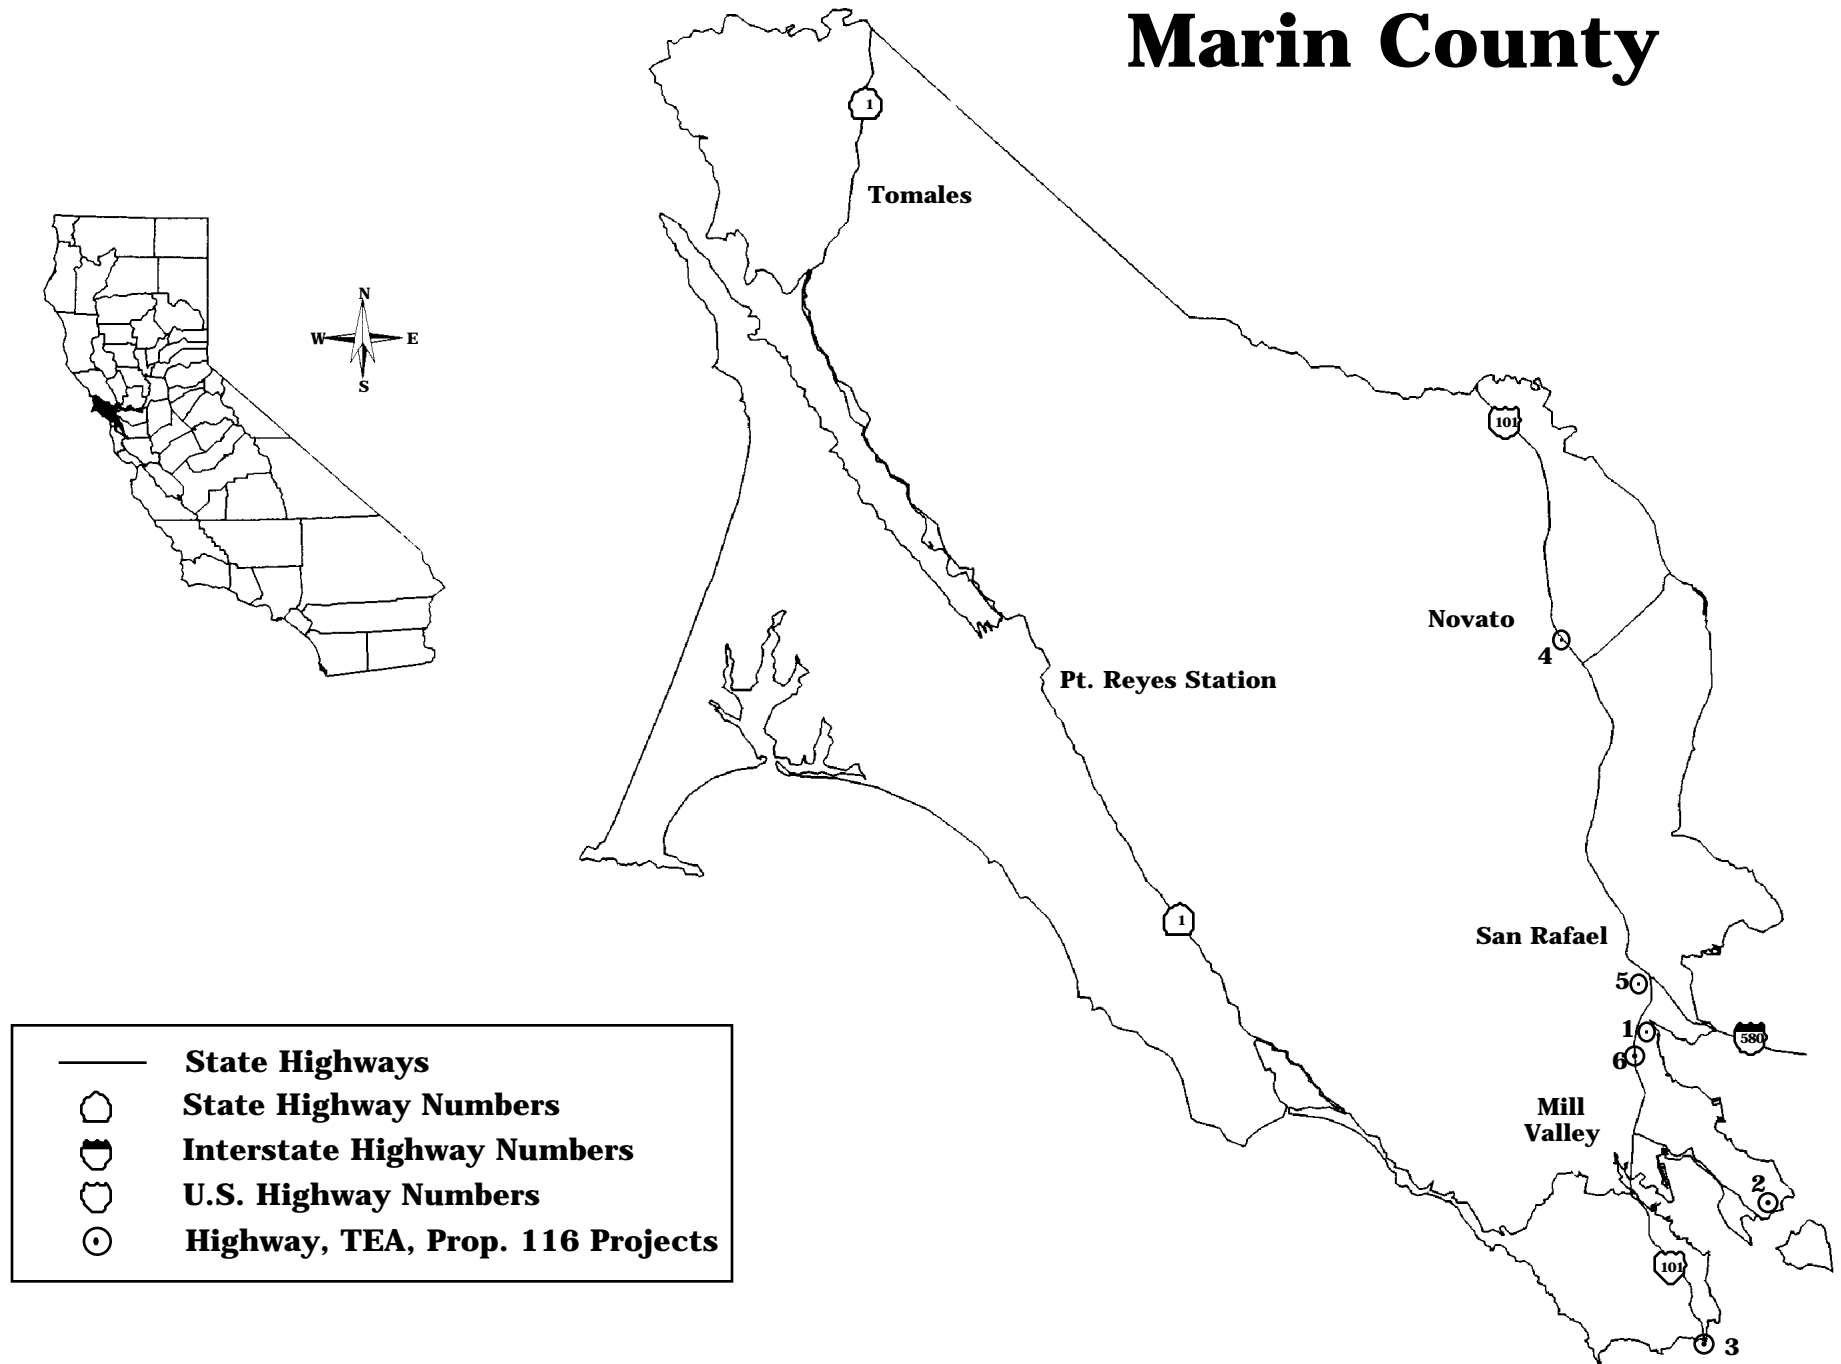 Marin County
1
Tomales
N
W E
S
101
Novato
4
Pt. Reyes Station
1
San Rafael
5
1
580
6
Mill
Valley
2
101
3
State Highways
State Highway Numbers
Interstate Highway Numbers
U.S. Highway Numbers
Highway, TEA, Prop. 116 Projects